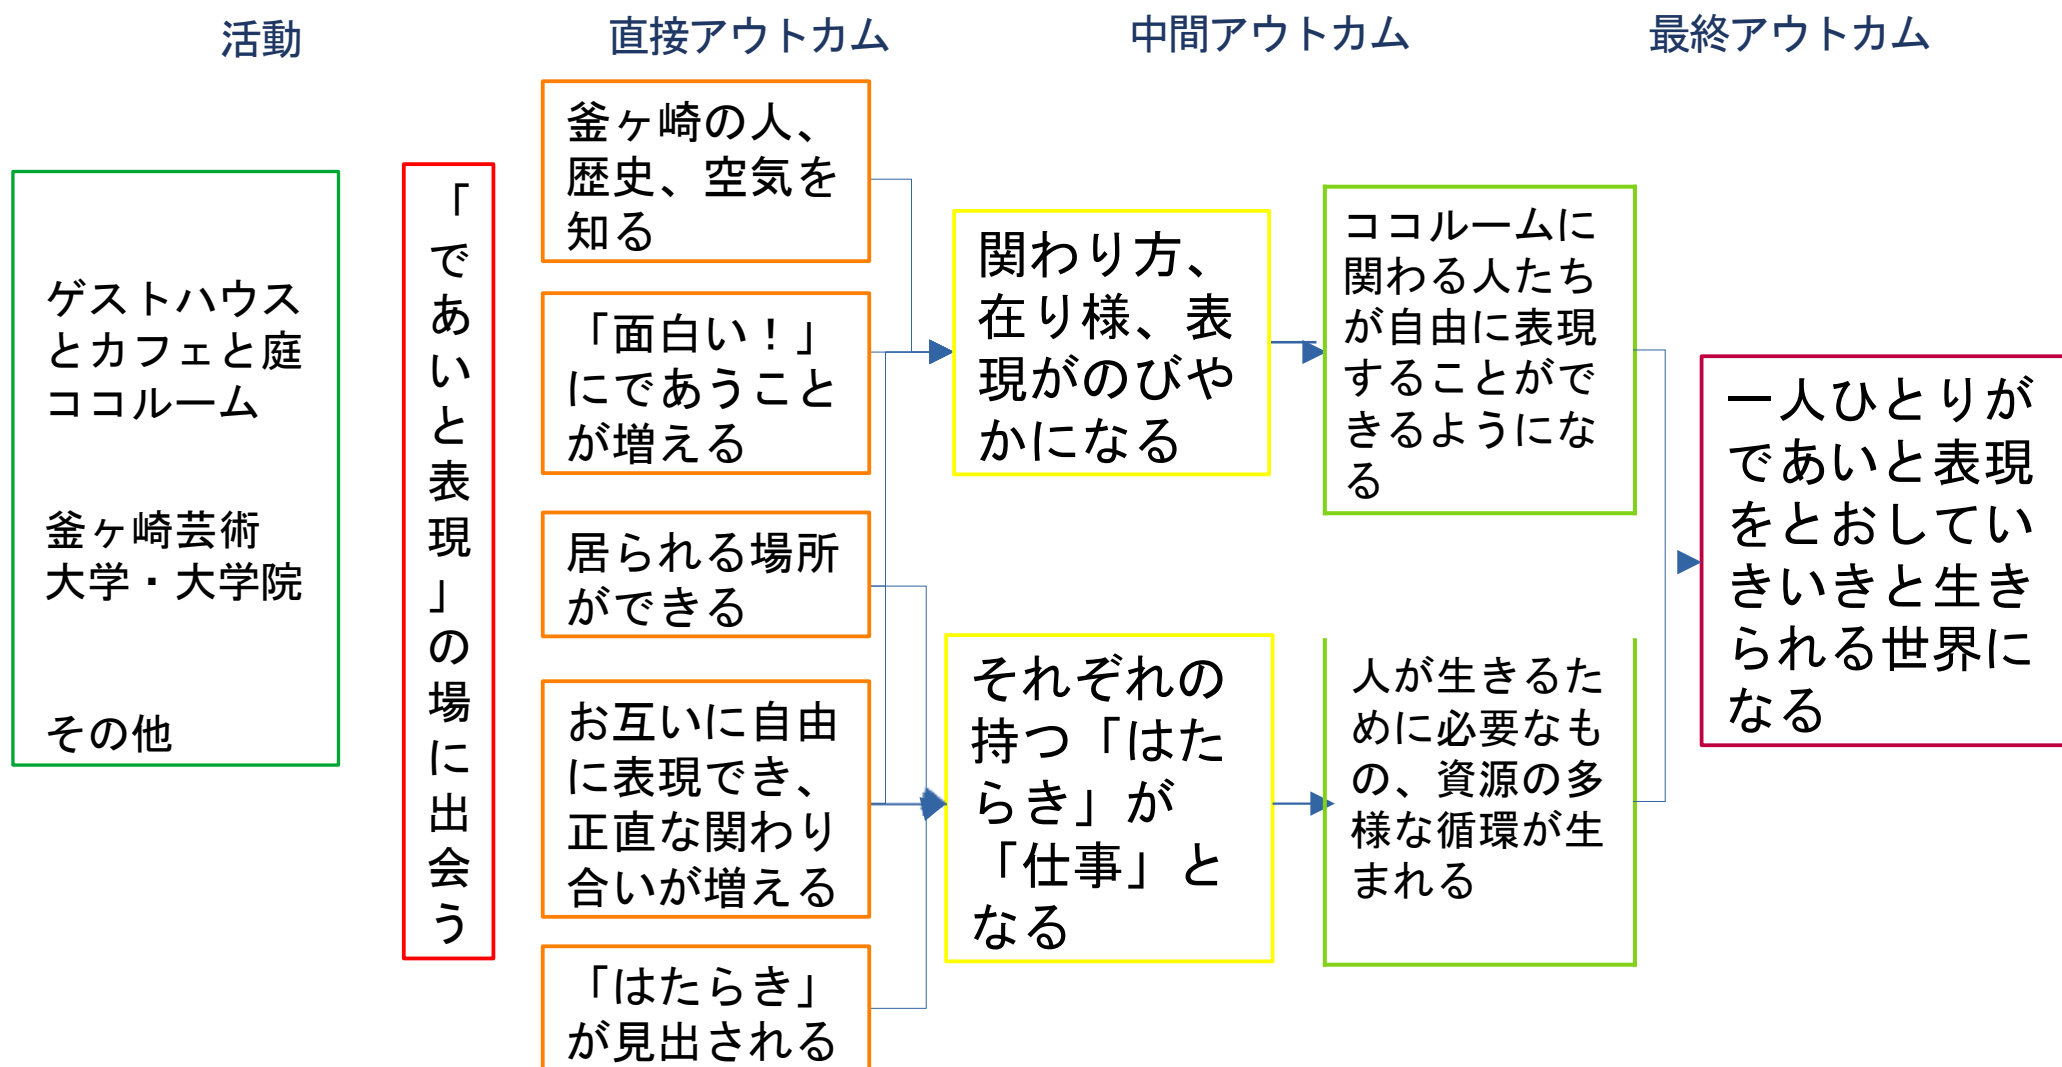 活動
直接アウトカム
中間アウトカム
最終アウトカム
ゲストハウス
とカフェと庭
ココルーム
釜ヶ崎芸術
大学・大学院
その他
「であいと表現」の場に出会う
釜ヶ崎の人、
歴史、空気を
知る
「面白い！」
にであうこと
が増える
居られる場所
ができる
お互いに自由
に表現でき、
正直な関わり
合いが増える
「はたらき」
が見出される
関わり方、
在り様、表
現がのびや
かになる
それぞれの
持つ「はた
らき」が
「仕事」と
なる
ココルームに
関わる人たち
が自由に表現
することがで
きるようにな
る
人が生きるた
めに必要なも
の、資源の多
様な循環が生
まれる
一人ひとりが
であいと表現
をとおしてい
きいきと生き
られる世界に
なる